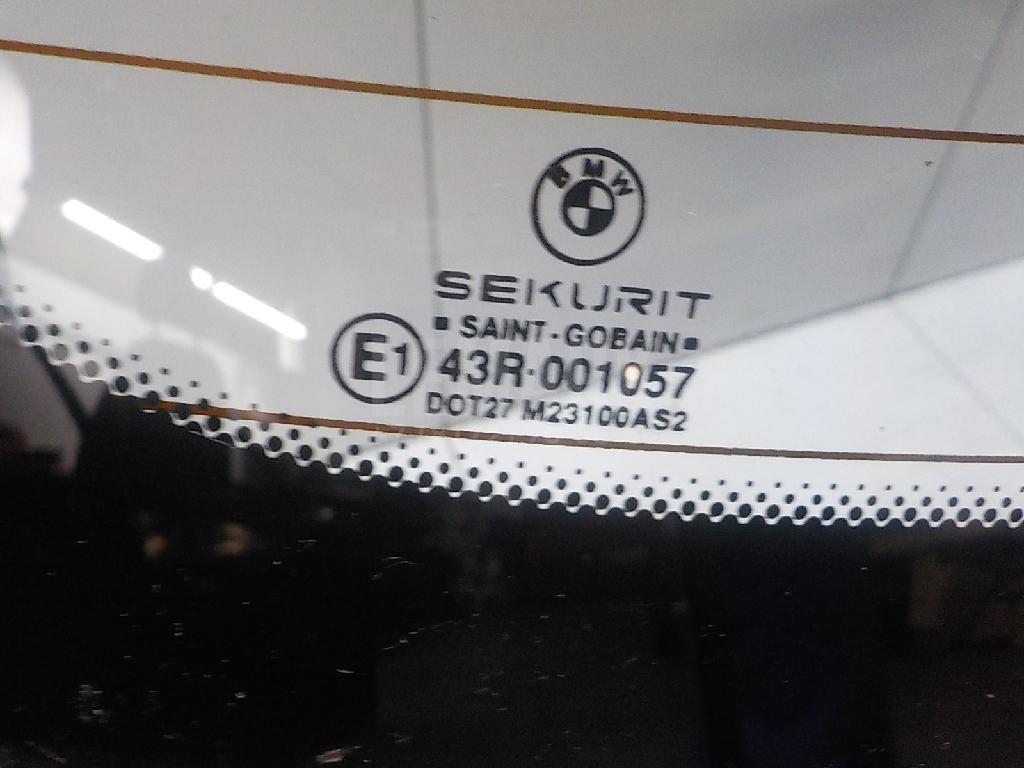 BMW
SEKURIT
▪ SAINT-GOBAIN ▪
E1 43R-001057
DOT27 M23100AS2